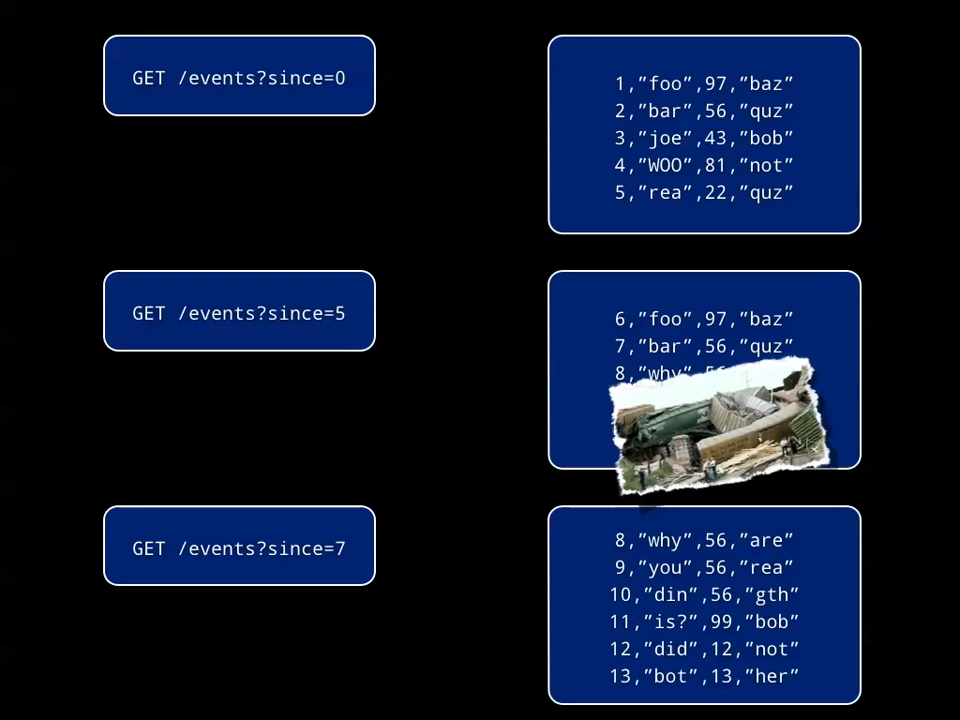 GET /events?since=0
1,”foo”,97,”baz”
2,”bar”,56,”quz”
3,”joe”,43,”bob”
4,”WOO”,81,”not”
5,”rea”,22,”quz”
GET /events?since=5
6,”foo”,97,”baz”
7,”bar”,56,”quz”
8,”why”,56
GET /events?since=7
8,”why”,56,”are”
9,”you”,56,”rea”
10,”din”,56,”gth”
11,”is?”,99,”bob”
12,”did”,12,”not”
13,”bot”,13,”her”